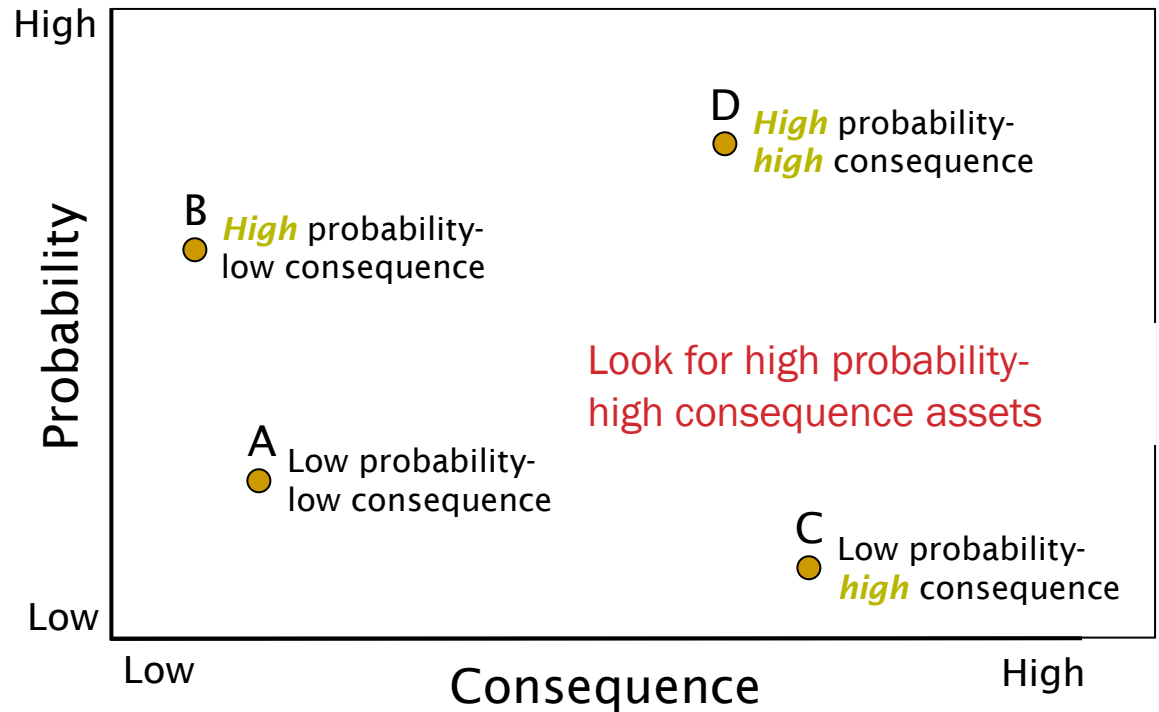 High
D
High probability-
high consequence
B
High probability-
low consequence
Probability
Look for high probability-
high consequence assets
A
Low probability-
low consequence
C
Low probability-
high consequence
Low
Low
High
Consequence